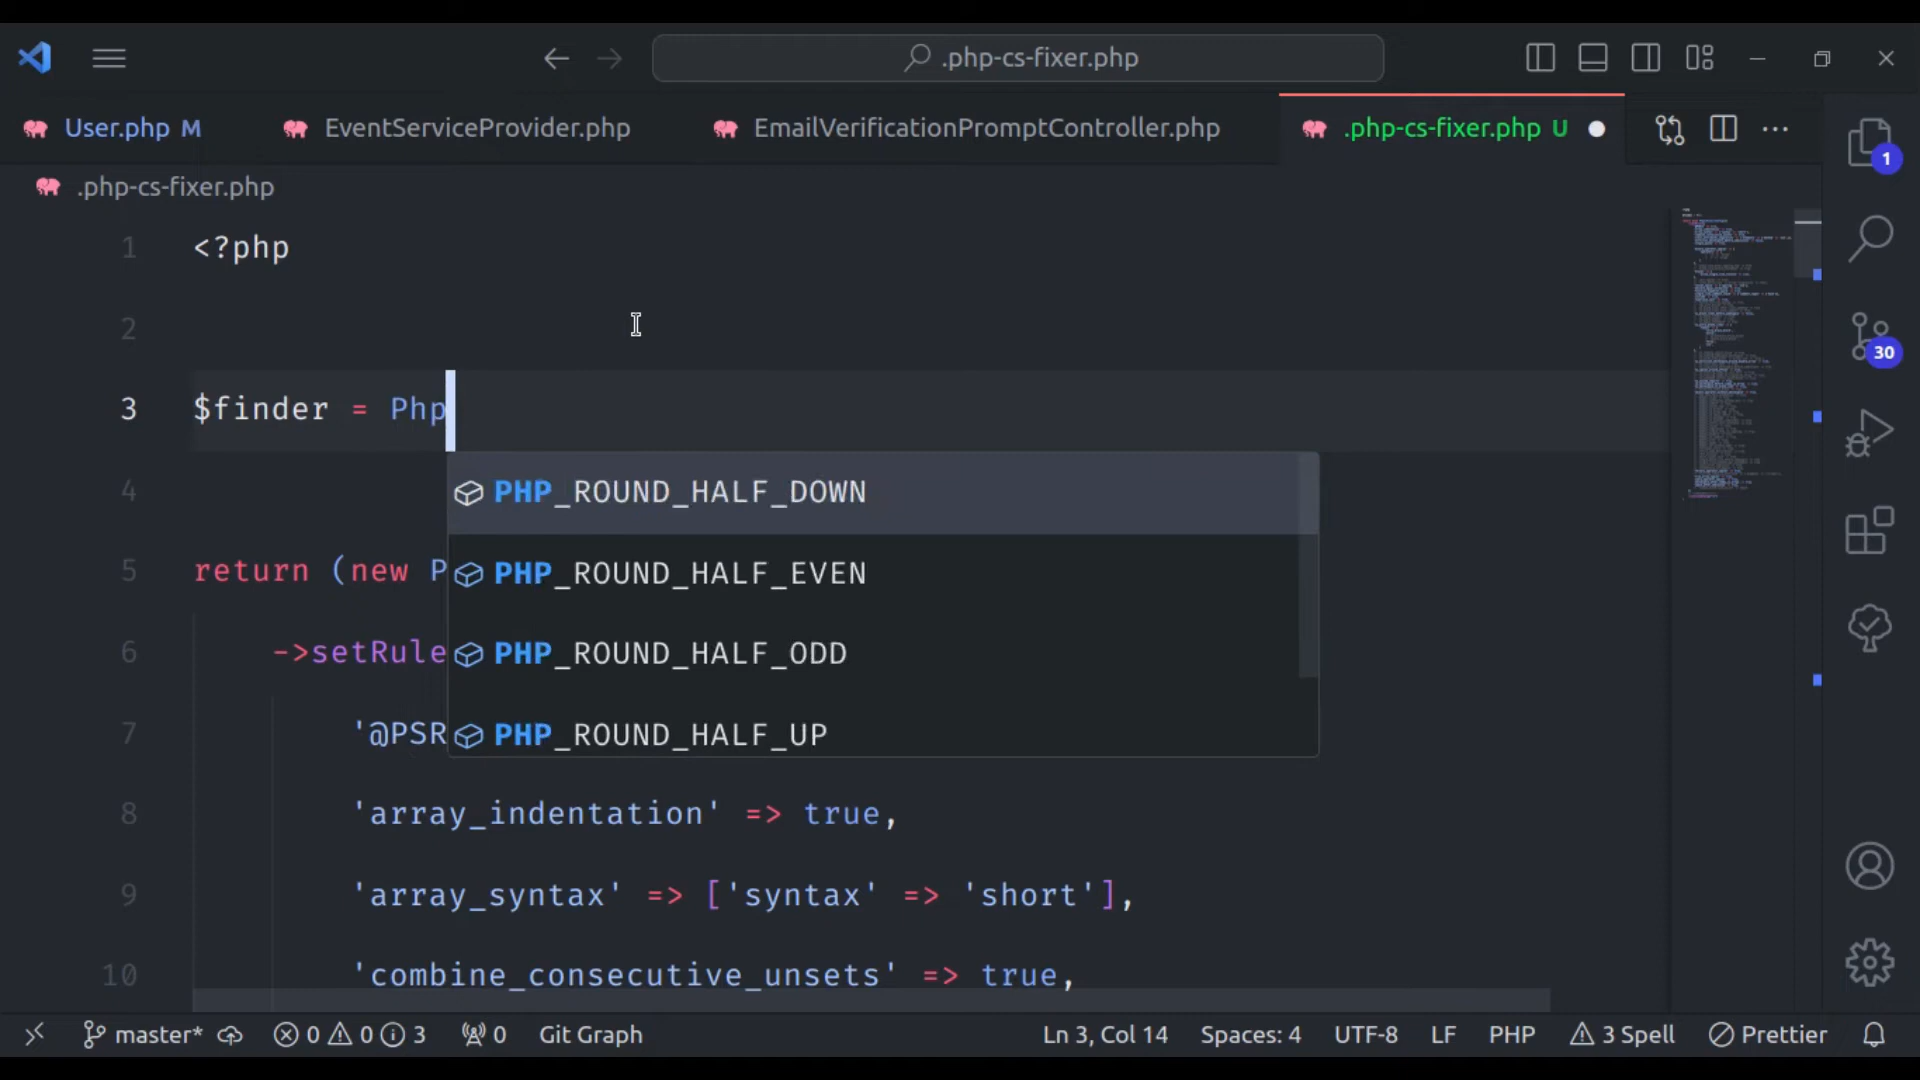 .php-cs-fixer.php
User.php M
EventServiceProvider.php
EmailVerificationPromptController.php
.php-cs-fixer.php U
.php-cs-fixer.php
1
1 <?php
2
3 $finder = Php
PHP_ROUND_HALF_DOWN
4
PHP_ROUND_HALF_EVEN
5 return (new P
PHP_ROUND_HALF_ODD
6 ->setRule
PHP_ROUND_HALF_UP
7 '@PSR
8 'array_indentation' => true,
9 'array_syntax' => ['syntax' => 'short'],
10 'combine_consecutive_unsets' => true,
30
master* 0 0 3 0 Git Graph Ln 3, Col 14 Spaces: 4 UTF-8 LF PHP 3 Spell Prettier